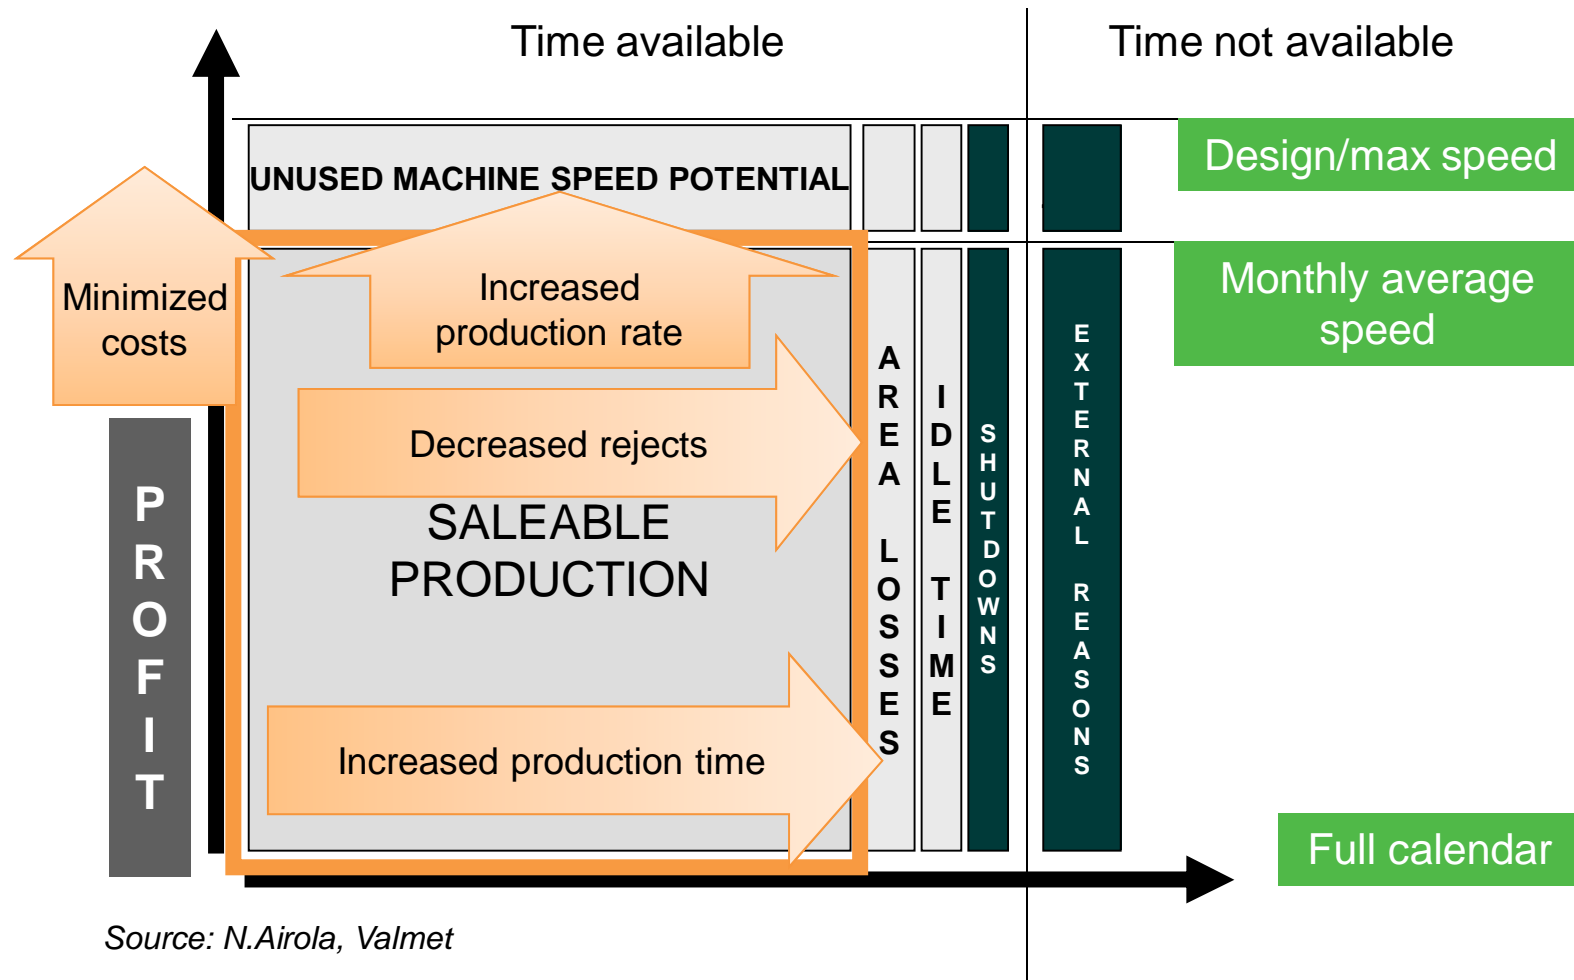 Time available
Time not available
UNUSED MACHINE SPEED POTENTIAL
Design/max speed
Monthly average
speed
Minimized
costs
Increased
production rate
Decreased rejects
SALEABLE
PRODUCTION
Increased production time
PROFIT
AREA LOSSES
IDLE TIME
SHUTDOWNS
EXTERNAL REASONS
Full calendar
Source: N.Airola, Valmet